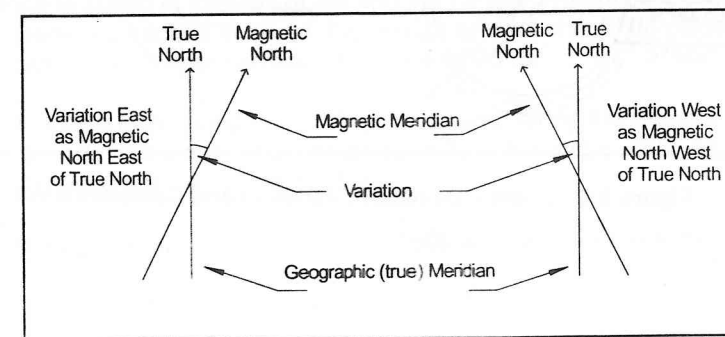 True
North
Magnetic
North
Variation East
as Magnetic
North East
of True North
Magnetic Meridian
Variation
Geographic (true) Meridian
Magnetic
North
True
North
Variation West
as Magnetic
North West
of True North